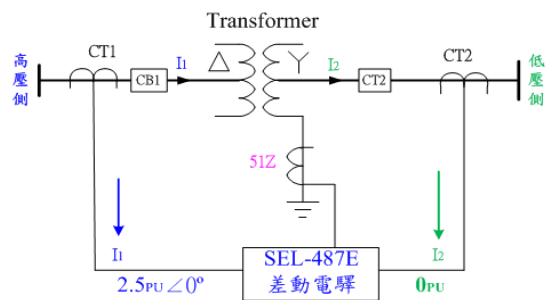 Transformer
CT1
CB1
I1
△
Y
I2
CT2
CT2
高壓側
低壓側
51Z
I1
I2
2.5PU∠0°
SEL-487E
差動電驛
0PU